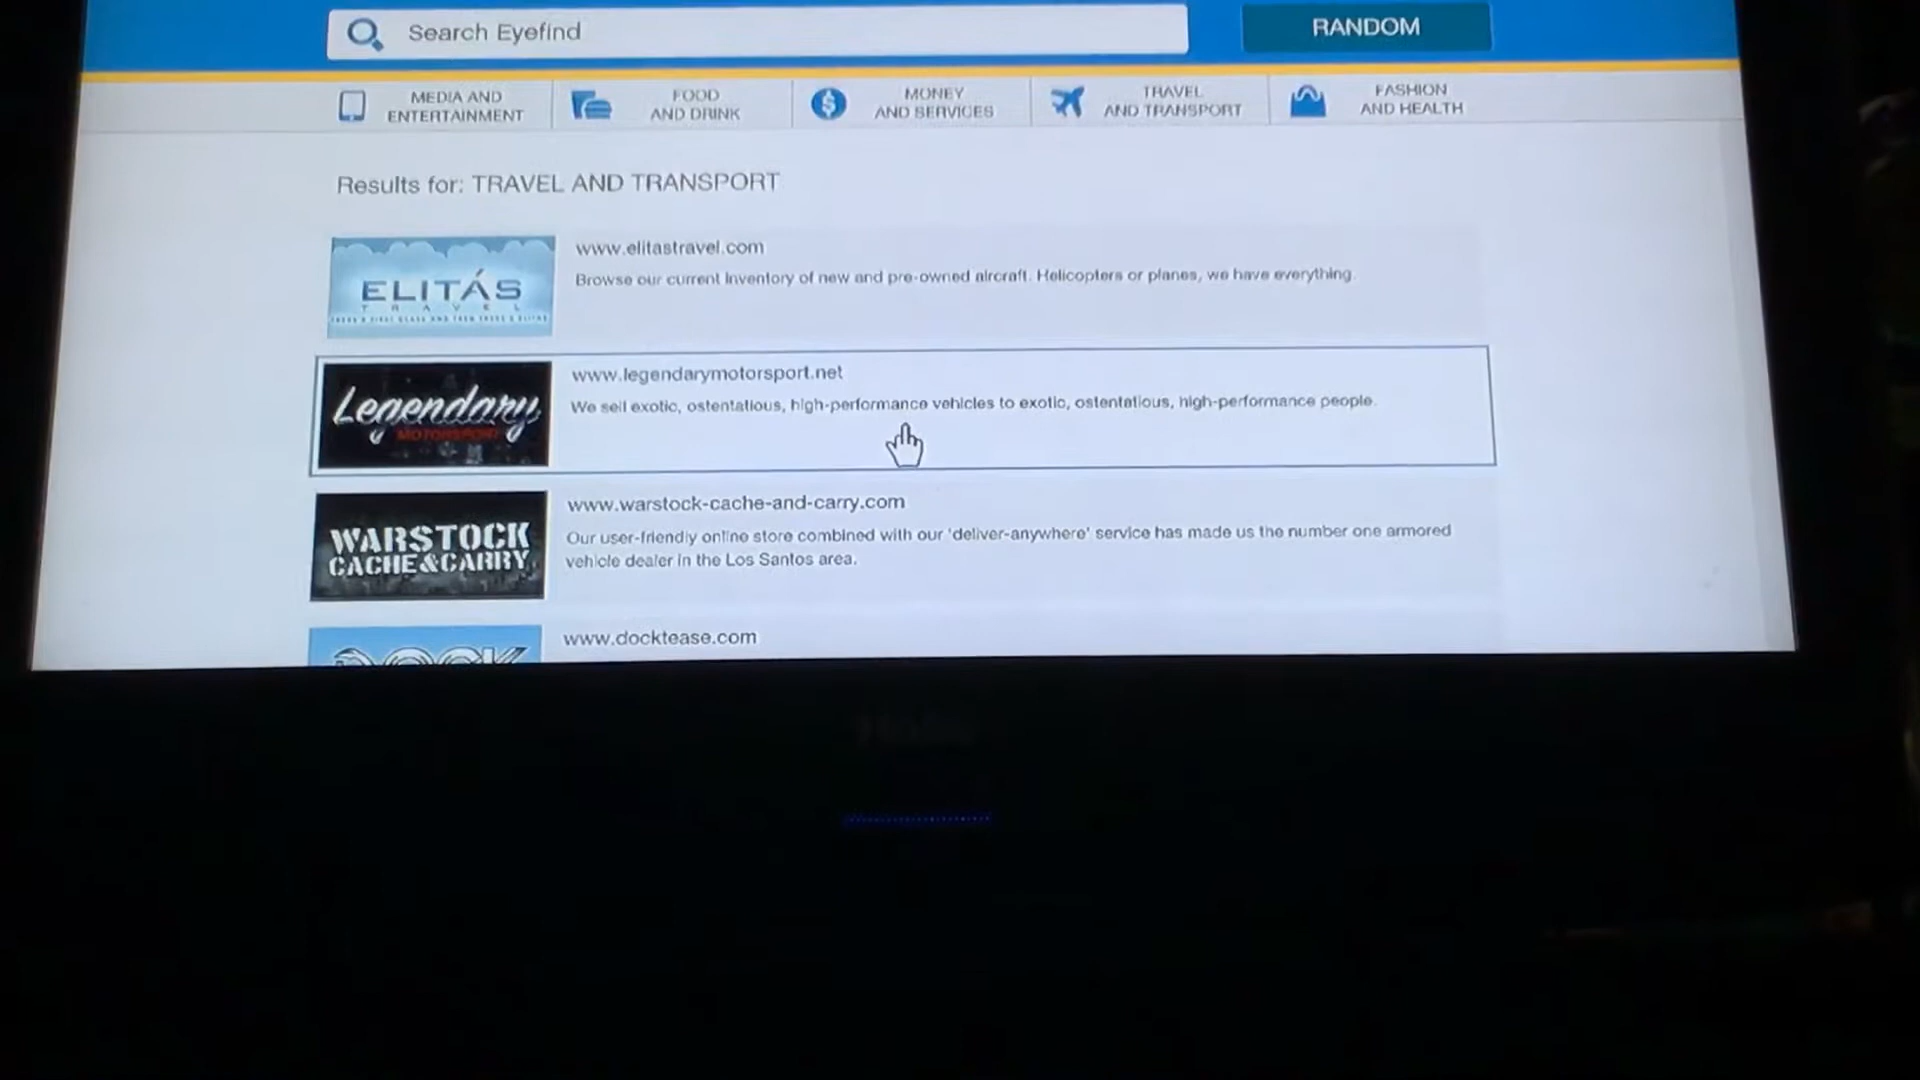 Search Eyefind
RANDOM
MEDIA AND
ENTERTAINMENT
FOOD
AND DRINK
MONEY
AND SERVICES
TRAVEL
AND TRANSPORT
FASHION
AND HEALTH
Results for: TRAVEL AND TRANSPORT
ELITÁS
TRAVEL
www.elitastravel.com
Browse our current inventory of new and pre-owned aircraft. Helicopters or planes, we have everything.
Legendary
MOTORSPORT
www.legendarymotorsport.net
We sell exotic, ostentatious, high-performance vehicles to exotic, ostentatious, high-performance people.
WARSTOCK
CACHE&CARRY
www.warstock-cache-and-carry.com
Our user-friendly online store combined with our 'deliver-anywhere' service has made us the number one armored
vehicle dealer in the Los Santos area.
DOCK
www.docktease.com